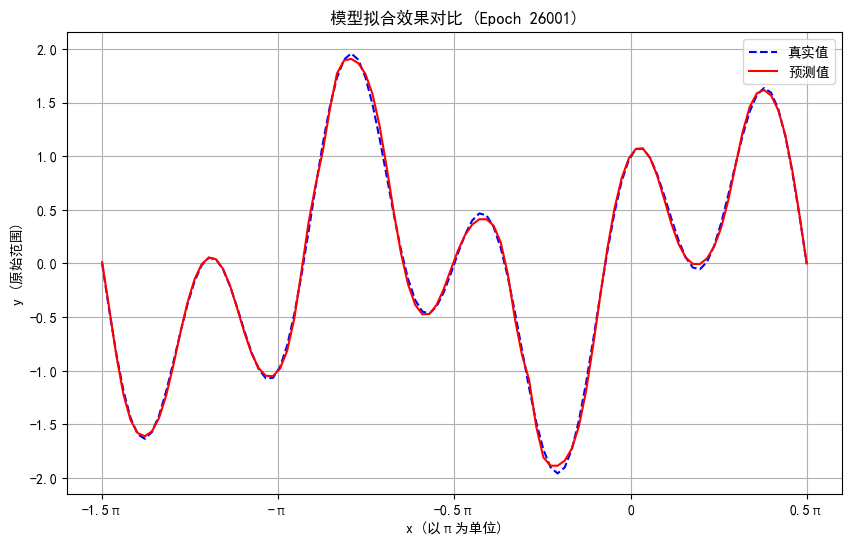 模型拟合效果对比 (Epoch 26001)
真实值
预测值
y (原始范围)
2.0
1.5
1.0
0.5
0.0
-0.5
-1.0
-1.5
-2.0
-1.5π
-π
-0.5π
0
0.5π
x (以π为单位)